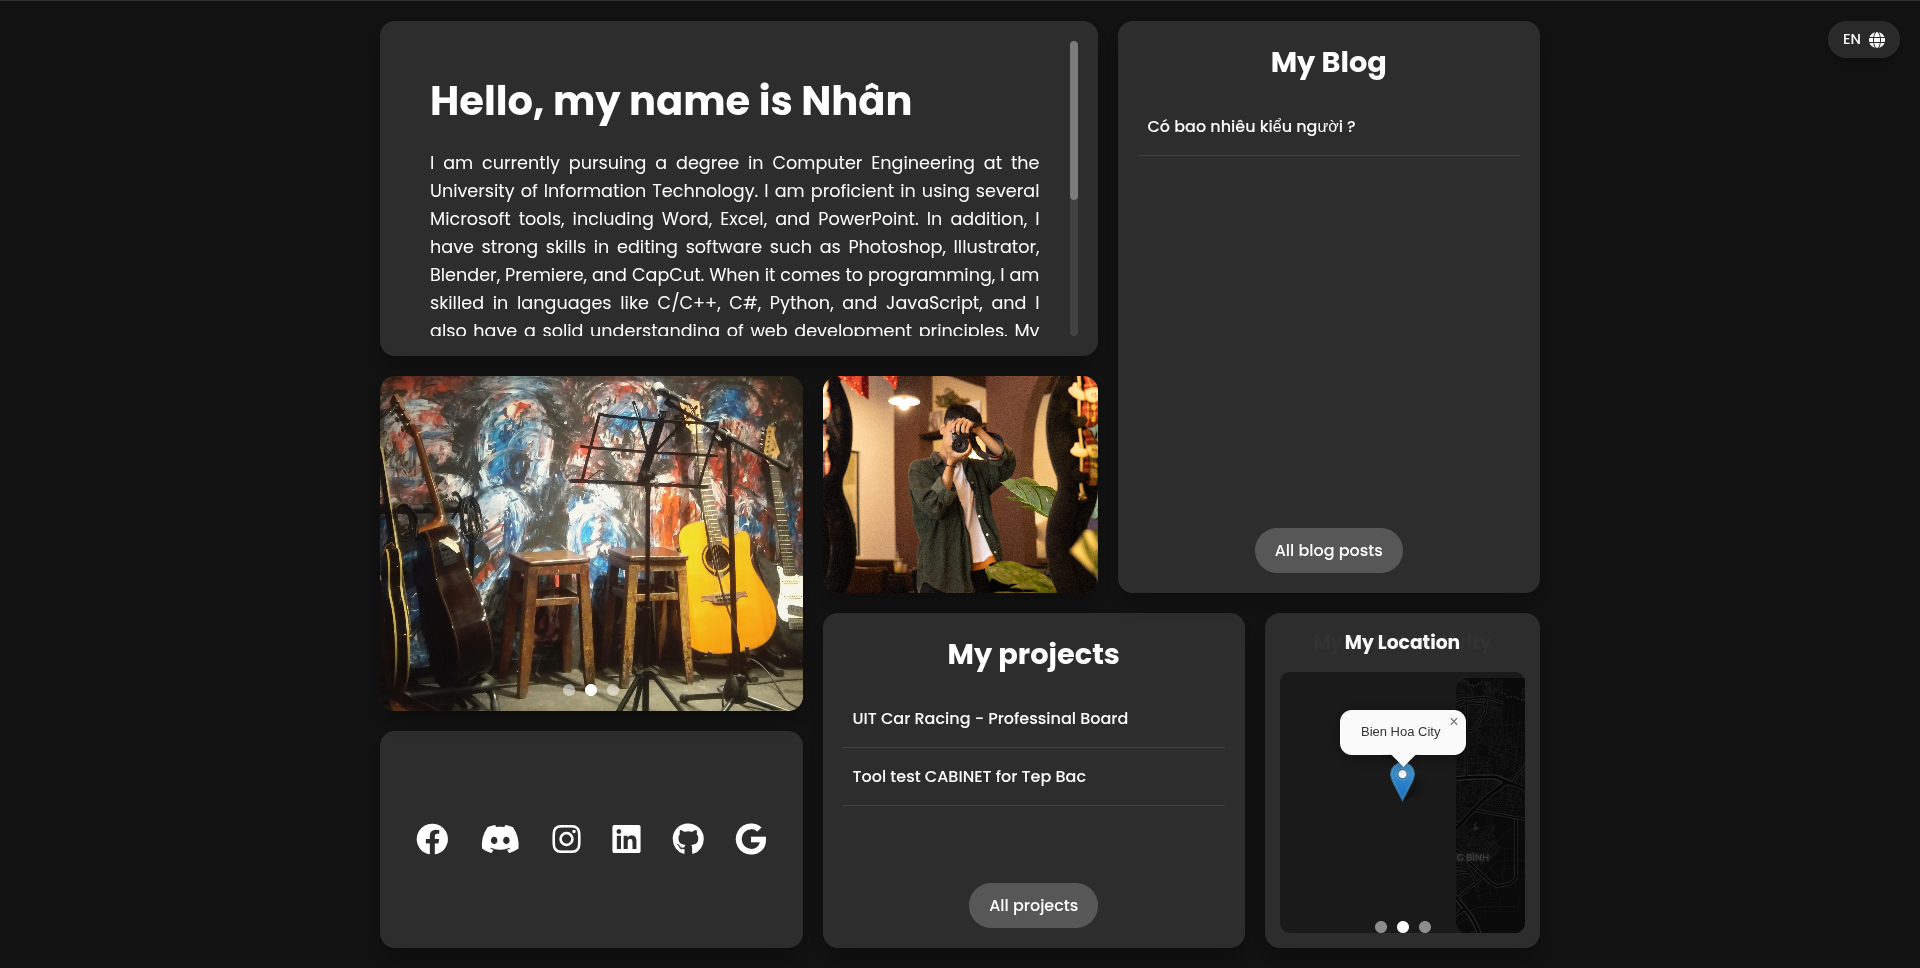 EN
Hello, my name is Nhân
I am currently pursuing a degree in Computer Engineering at the
University of Information Technology. I am proficient in using several
Microsoft tools, including Word, Excel, and PowerPoint. In addition, I
have strong skills in editing software such as Photoshop, Illustrator,
Blender, Premiere, and CapCut. When it comes to programming, I am
skilled in languages like C/C++, C#, Python, and JavaScript, and I
also have a solid understanding of web development principles. My
My Blog
Có bao nhiêu kiểu người ?
All blog posts
My projects
UIT Car Racing - Professinal Board
Tool test CABINET for Tep Bac
All projects
My Location
Bien Hoa City
×
G BÌNH